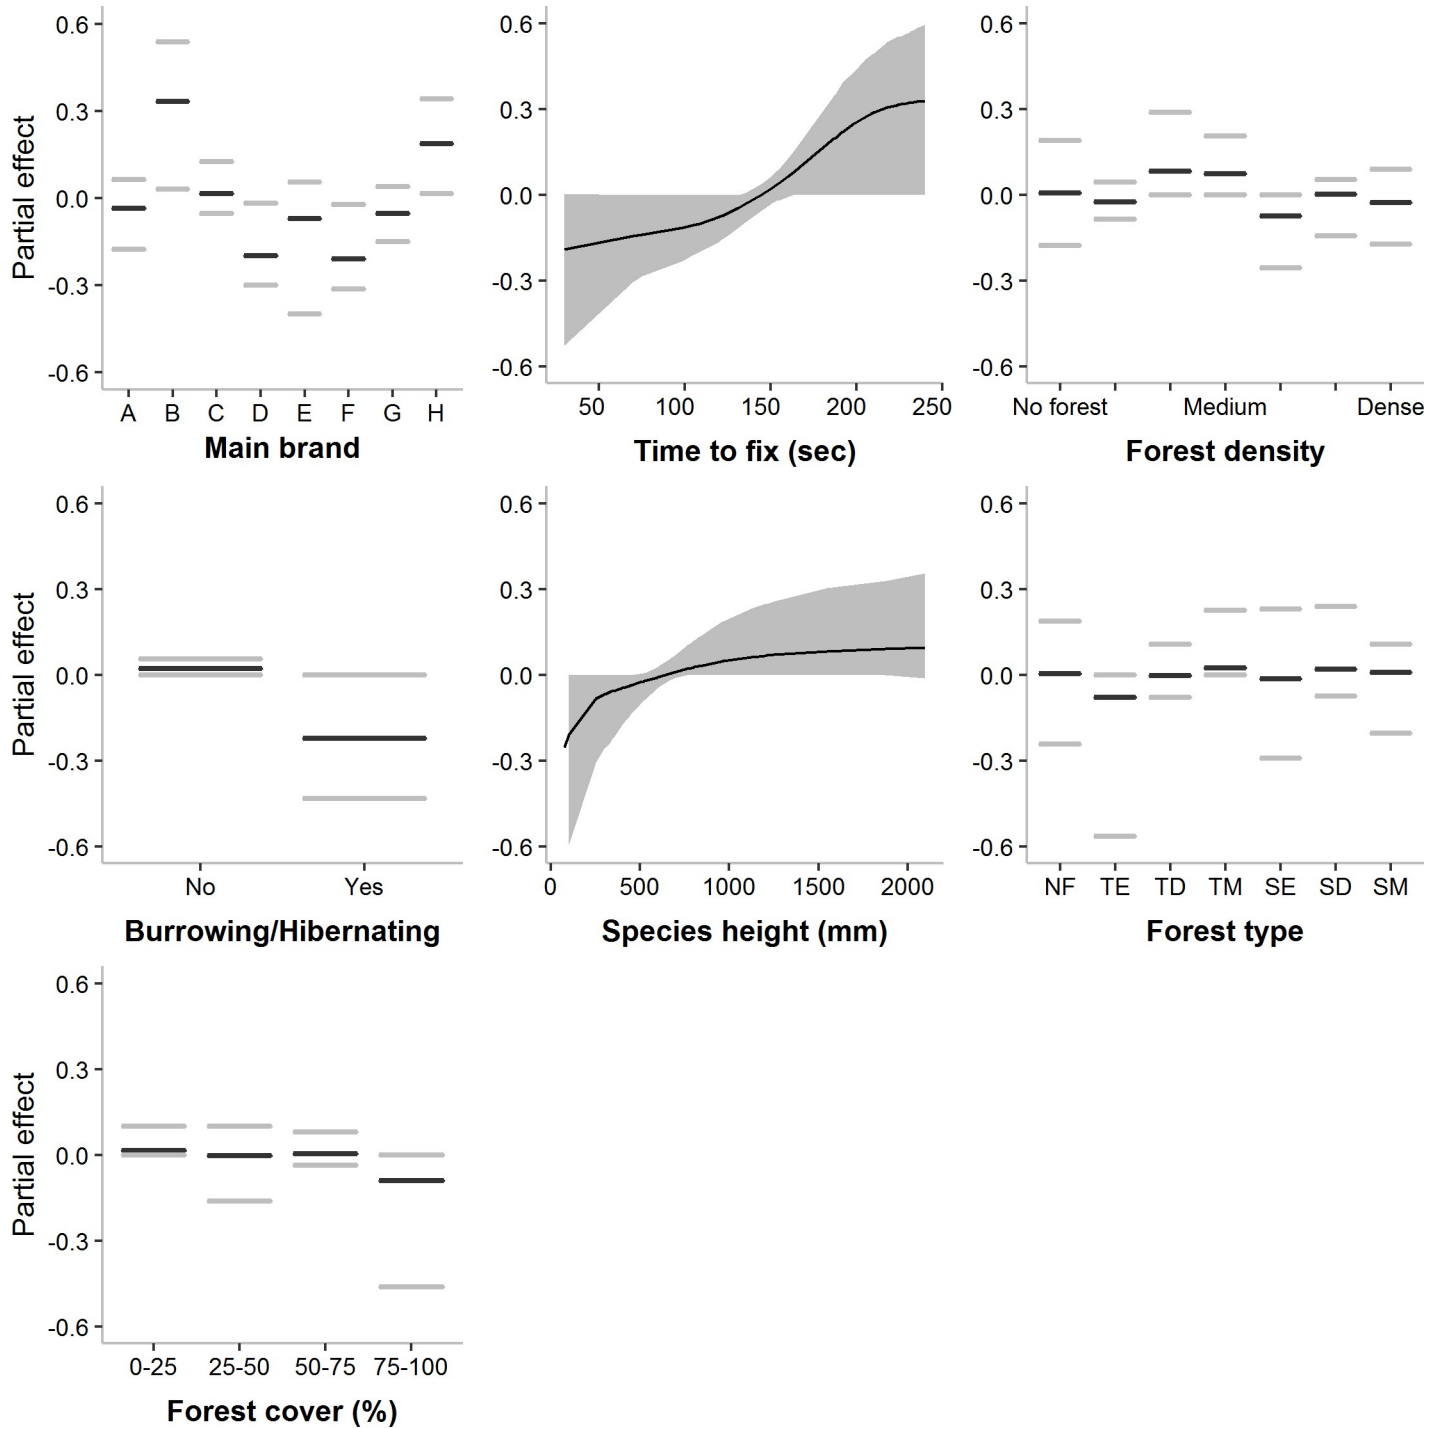 0.6
0.3
0.0
-0.3
-0.6
Partial effect
A B C D E F G H
Main brand
0.6
0.3
0.0
-0.3
-0.6
50 100 150 200 250
Time to fix (sec)
0.6
0.3
0.0
-0.3
-0.6
No forest Medium Dense
Forest density
0.6
0.3
0.0
-0.3
-0.6
Partial effect
No Yes
Burrowing/Hibernating
0.6
0.3
0.0
-0.3
-0.6
0 500 1000 1500 2000
Species height (mm)
0.6
0.3
0.0
-0.3
-0.6
NF TE TD TM SE SD SM
Forest type
0.6
0.3
0.0
-0.3
-0.6
Partial effect
0-25 25-50 50-75 75-100
Forest cover (%)